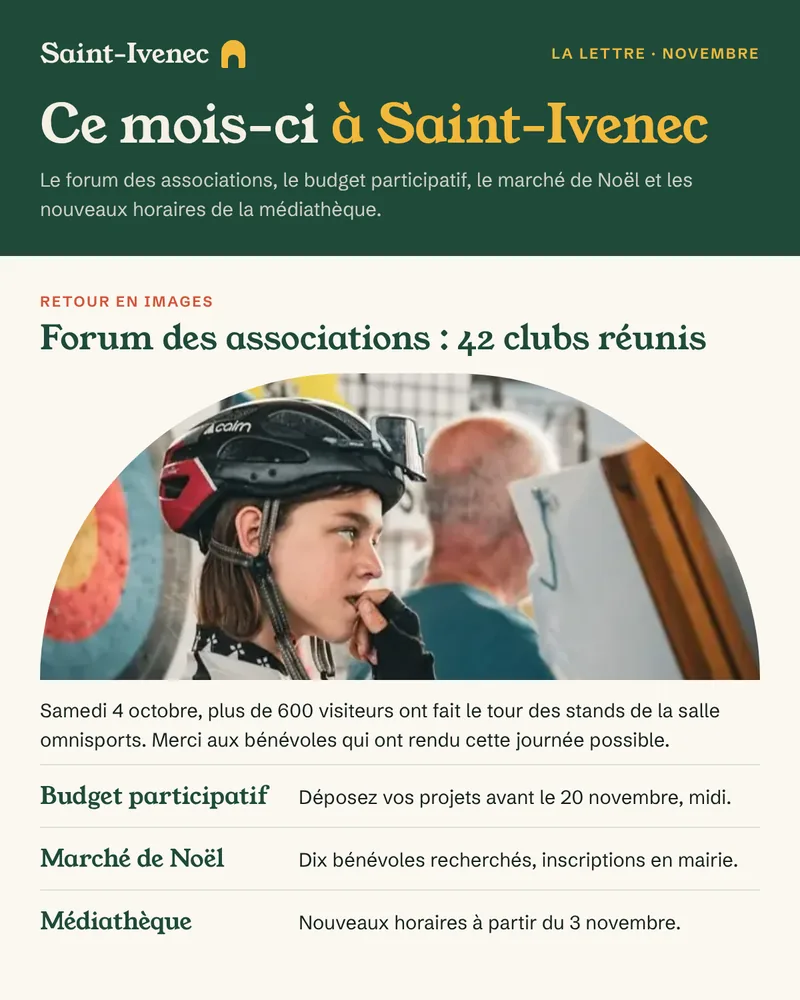 Saint-Ivenec
LA LETTRE · NOVEMBRE
Ce mois-ci à Saint-Ivenec
Le forum des associations, le budget participatif, le marché de Noël et les
nouveaux horaires de la médiathèque.
RETOUR EN IMAGES
Forum des associations : 42 clubs réunis
cairn
Samedi 4 octobre, plus de 600 visiteurs ont fait le tour des stands de la salle
omnisports. Merci aux bénévoles qui ont rendu cette journée possible.
Budget participatif
Déposez vos projets avant le 20 novembre, midi.
Marché de Noël
Dix bénévoles recherchés, inscriptions en mairie.
Médiathèque
Nouveaux horaires à partir du 3 novembre.